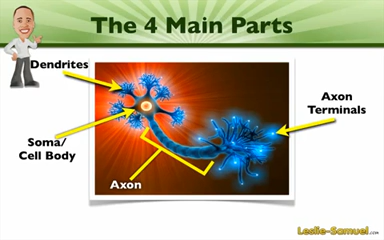 The 4 Main Parts
Dendrites
Axon
Terminals
Soma/
Cell Body
Axon
Leslie-Samuel.com